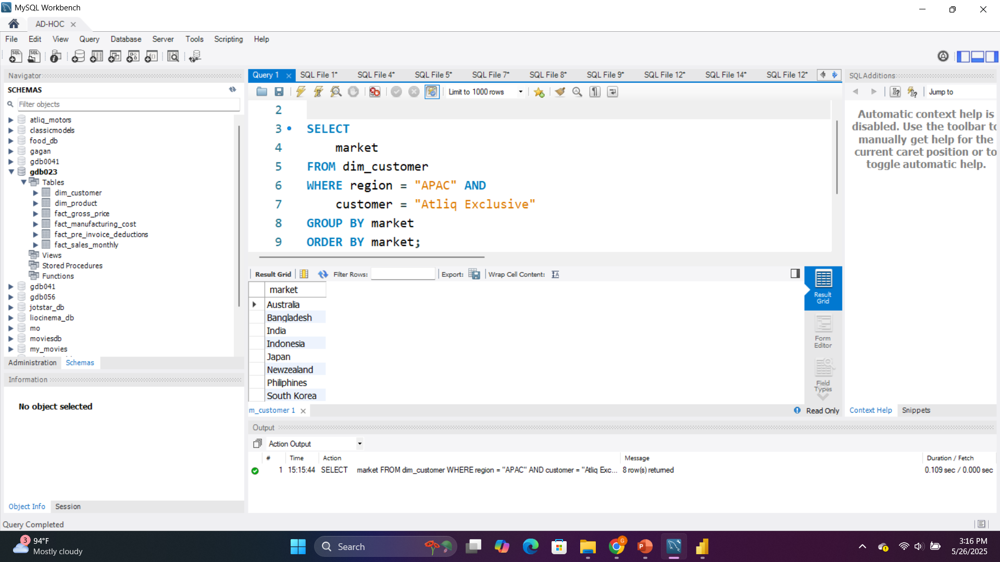 MySQL Workbench
AD-HOC
File Edit View Query Database Server Tools Scripting Help
Navigator
SCHEMAS
Filter objects
atliq_motors
classicmodels
food_db
gagan
gdb0041
gdb023
Tables
dim_customer
dim_product
fact_gross_price
fact_manufacturing_cost
fact_pre_invoice_deductions
fact_sales_monthly
Views
Stored Procedures
Functions
gdb041
gdb056
jotstar_db
liocinema_db
mo
moviesdb
my_movies
Administration Schemas
Information
No object selected
Object Info Session
Query Completed
Query 1 SQL File 1* SQL File 4* SQL File 5* SQL File 7* SQL File 8* SQL File 9* SQL File 12* SQL File 14* SQL File 12*
Limit to 1000 rows
2
3 SELECT
4 market
5 FROM dim_customer
6 WHERE region = "APAC" AND
7 customer = "Atliq Exclusive"
8 GROUP BY market
9 ORDER BY market;
Result Grid Filter Rows: Export: Wrap Cell Content:
market
Australia
Bangladesh
India
Indonesia
Japan
Newzealand
Philiphines
South Korea
Result
Grid
Form
Editor
Field
Types
m_customer 1
Read Only
SQLAdditions
Jump to
Automatic context help is
disabled. Use the toolbar to
manually get help for the
current caret position or to
toggle automatic help.
Context Help Snippets
Output
Action Output
# Time Action Message Duration / Fetch
1 15:15:44 SELECT market FROM dim_customer WHERE region = "APAC" AND customer = "Atliq Exc... 8 row(s) returned 0.109 sec / 0.000 sec
3
94°F
Mostly cloudy
Search
G
3:16 PM
5/26/2025